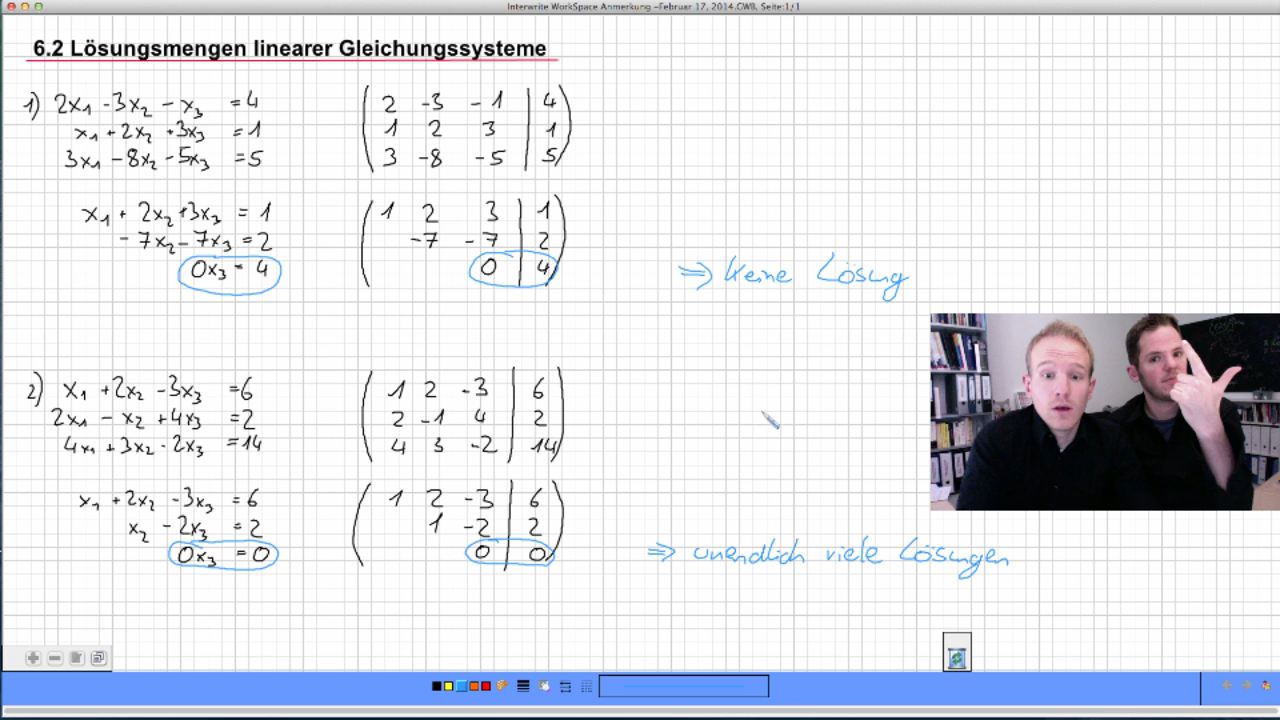 Interwrite WorkSpace Anmerkung –Februar 17, 2014.GWB, Seite:1/1
6.2 Lösungsmengen linearer Gleichungssysteme
1) 2x₁ -3x₂ - x₃ = 4 ( 2 -3 -1 | 4 )
x₁ + 2x₂ + 3x₃ = 1 ( 1 2 3 | 1 )
3x₁ - 8x₂ - 5x₃ = 5 ( 3 -8 -5 | 5 )
x₁ + 2x₂ + 3x₃ = 1 ( 1 2 3 | 1 )
- 7x₂ - 7x₃ = 2 ( -7 -7 | 2 )
0x₃ = 4 ( 0 | 4 ) ⇒ keine Lösug
2) x₁ + 2x₂ - 3x₃ = 6 ( 1 2 -3 | 6 )
2x₁ - x₂ + 4x₃ = 2 ( 2 -1 4 | 2 )
4x₁ + 3x₂ - 2x₃ = 14 ( 4 3 -2 | 14 )
x₁ + 2x₂ - 3x₃ = 6 ( 1 2 -3 | 6 )
x₂ - 2x₃ = 2 ( 1 -2 | 2 )
0x₃ = 0 ( 0 | 0 ) ⇒ unendlich viele Lösungen